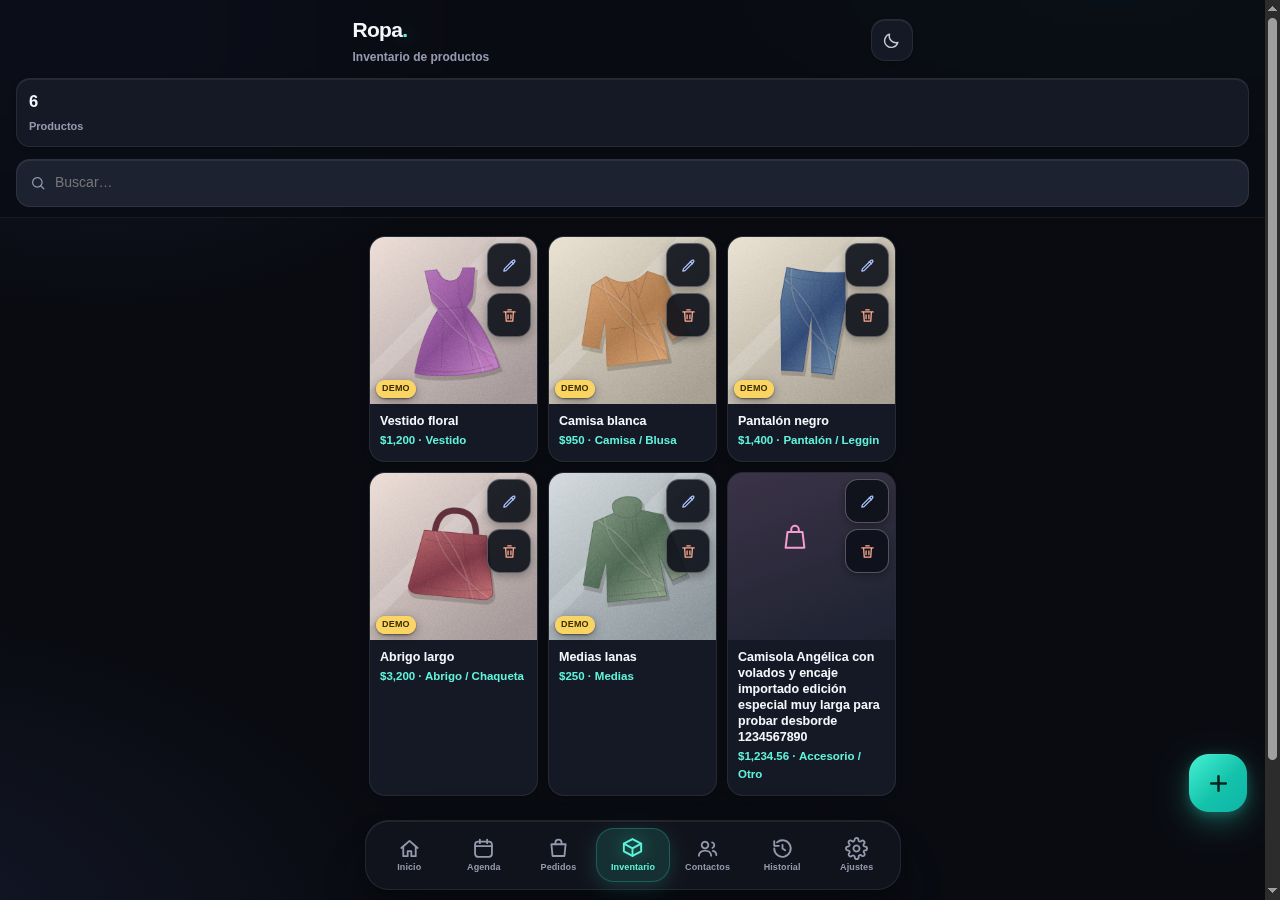 Ropa.
Inventario de productos
6
Productos
Buscar…
DEMO
Vestido floral
$1,200 · Vestido
DEMO
Camisa blanca
$950 · Camisa / Blusa
DEMO
Pantalón negro
$1,400 · Pantalón / Leggin
DEMO
Abrigo largo
$3,200 · Abrigo / Chaqueta
DEMO
Medias lanas
$250 · Medias
Camisola Angélica con
volados y encaje
importado edición
especial muy larga para
probar desborde
1234567890
$1,234.56 · Accesorio /
Otro
Inicio
Agenda
Pedidos
Inventario
Contactos
Historial
Ajustes